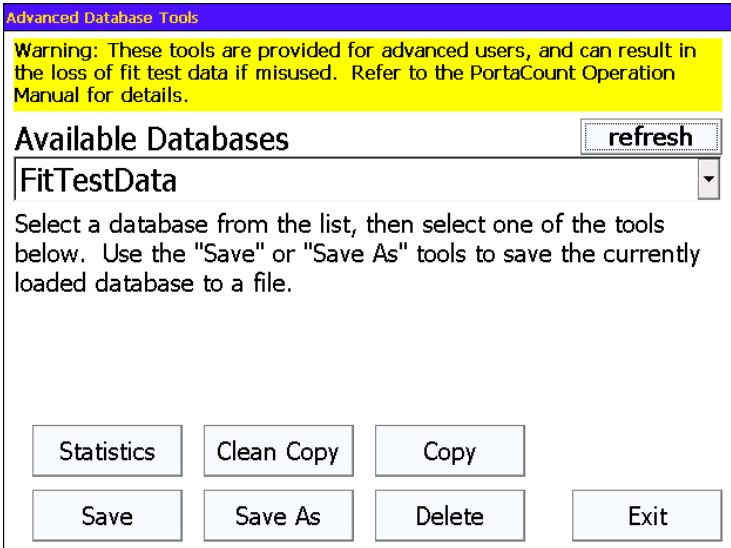 Advanced Database Tools
Warning: These tools are provided for advanced users, and can result in
the loss of fit test data if misused.  Refer to the PortaCount Operation
Manual for details.
Available Databases
refresh
FitTestData
Select a database from the list, then select one of the tools
below.  Use the "Save" or "Save As" tools to save the currently
loaded database to a file.
Statistics
Clean Copy
Copy
Save
Save As
Delete
Exit